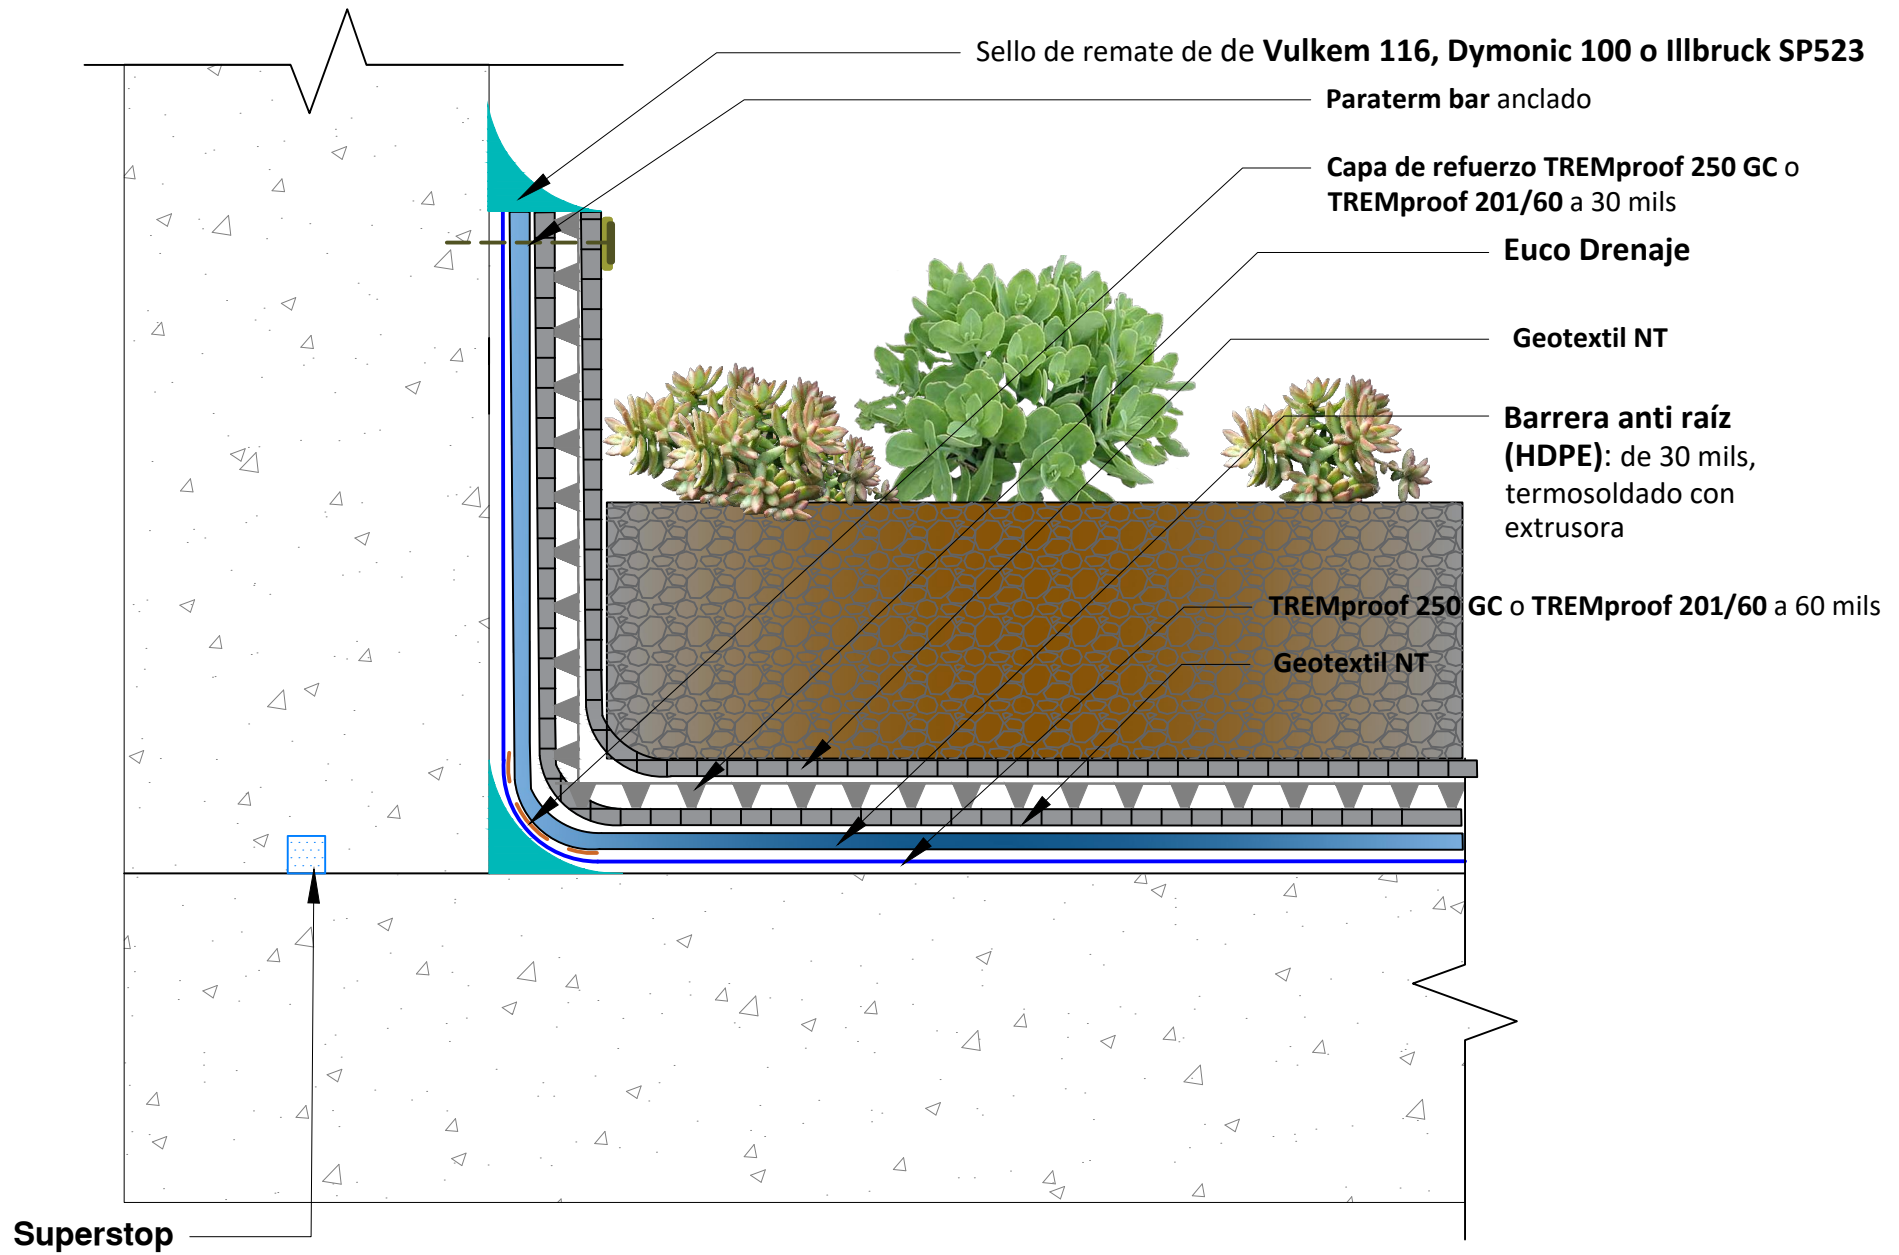 Sello de remate de de Vulkem 116, Dymonic 100 o Illbruck SP523
Paraterm bar anclado
Capa de refuerzo TREMproof 250 GC o
TREMproof 201/60 a 30 mils
Euco Drenaje
Geotextil NT
Barrera anti raíz
(HDPE): de 30 mils,
termosoldado con
extrusora
TREMproof 250 GC o TREMproof 201/60 a 60 mils
Geotextil NT
Superstop